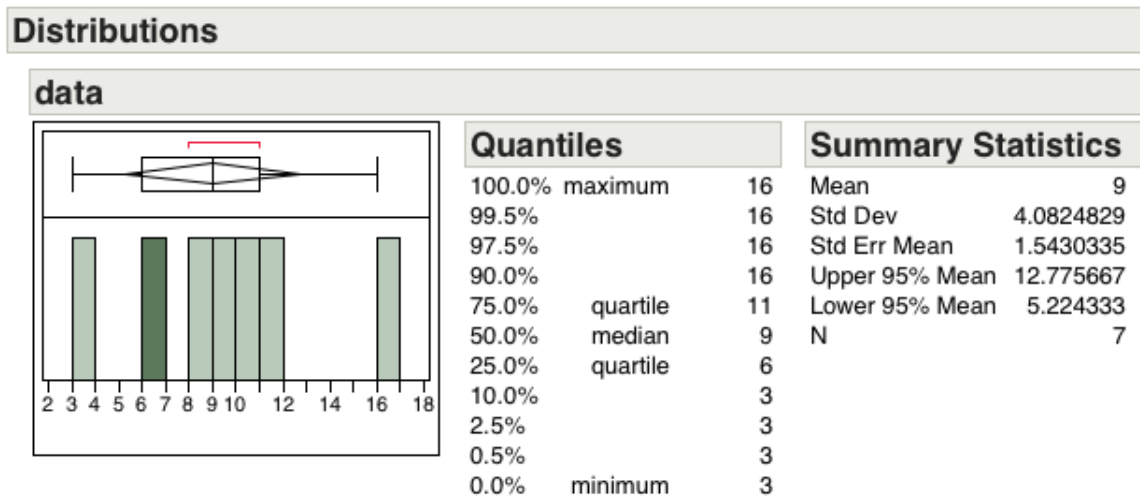 Distributions
data
2 3 4 5 6 7 8 9 10 12 14 16 18
Quantiles
100.0% maximum 16
99.5% 16
97.5% 16
90.0% 16
75.0% quartile 11
50.0% median 9
25.0% quartile 6
10.0% 3
2.5% 3
0.5% 3
0.0% minimum 3
Summary Statistics
Mean 9
Std Dev 4.0824829
Std Err Mean 1.5430335
Upper 95% Mean 12.775667
Lower 95% Mean 5.224333
N 7